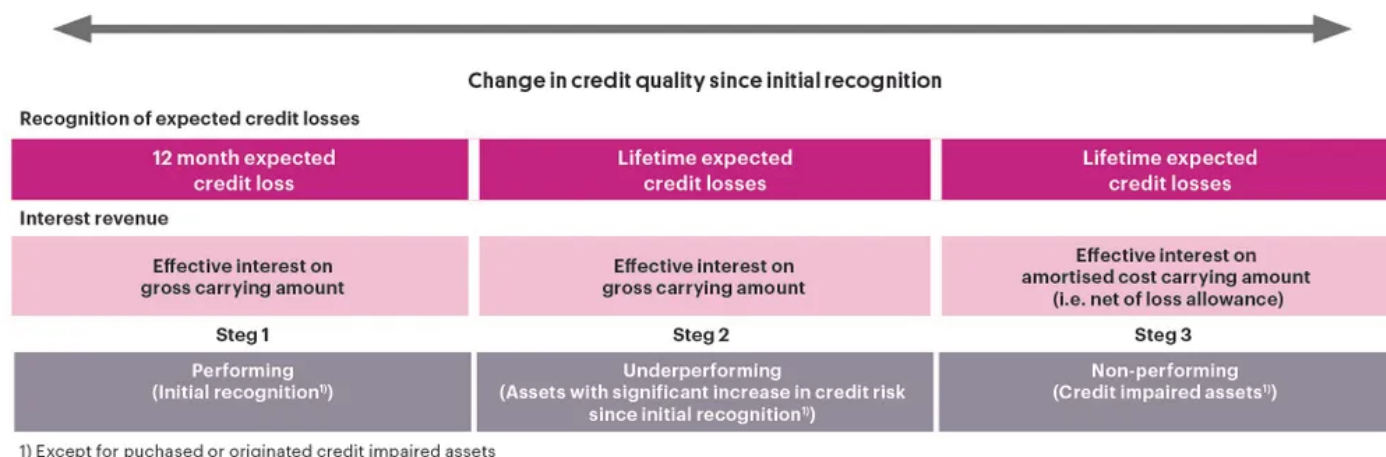 Change in credit quality since initial recognition
Recognition of expected credit losses
12 month expected
credit loss
Lifetime expected
credit losses
Lifetime expected
credit losses
Interest revenue
Effective interest on
gross carrying amount
Effective interest on
gross carrying amount
Effective interest on
amortised cost carrying amount
(i.e. net of loss allowance)
Steg 1
Steg 2
Steg 3
Performing
(Initial recognition¹⁾)
Underperforming
(Assets with significant increase in credit risk
since initial recognition¹⁾)
Non-performing
(Credit impaired assets¹⁾)
1) Except for puchased or originated credit impaired assets